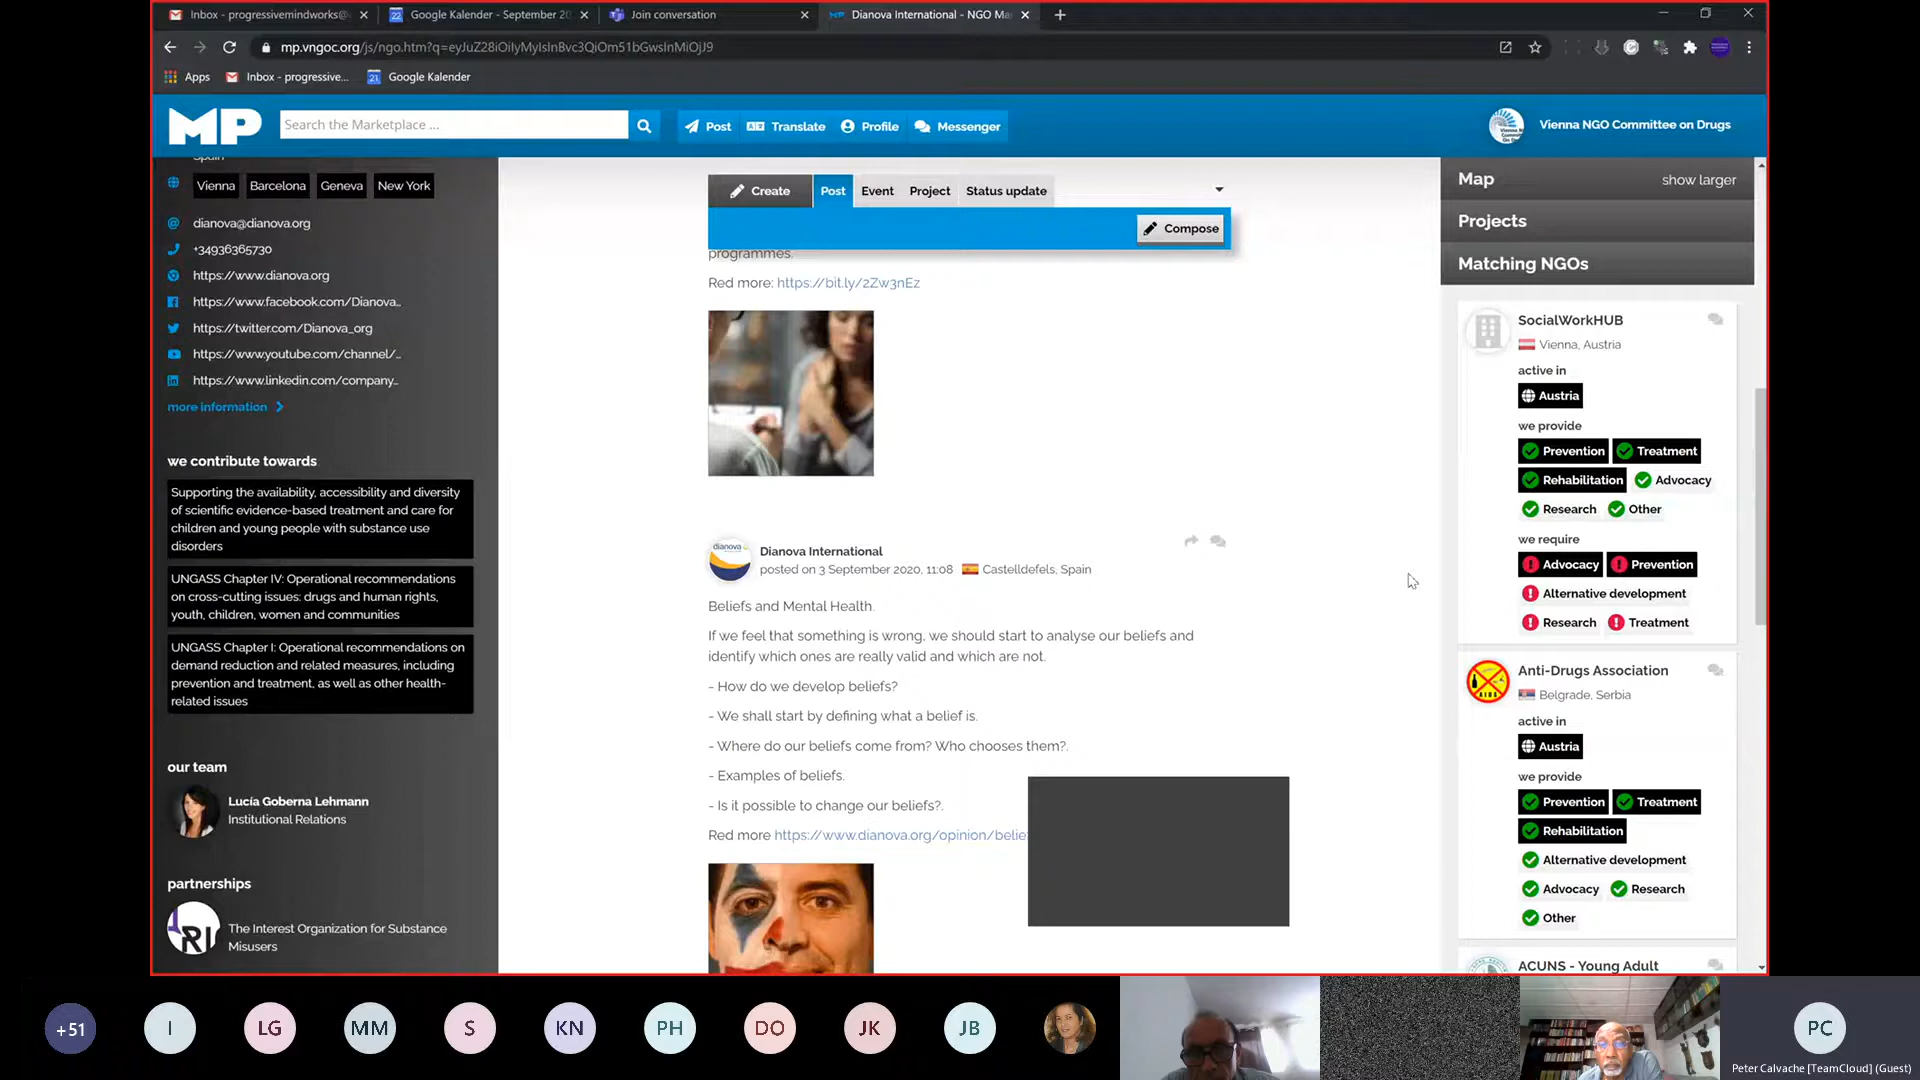 Inbox - progressivemindworks@
Google Kalender - September 20
Join conversation
Dianova International - NGO Ma
mp.vngoc.org/js/ngo.htm?q=eyJuZ28iOiIyMyIsInBvc3QiOm51bGwsInMiOjJ9
Apps
Inbox - progressive...
Google Kalender
MP
Search the Marketplace ...
Post
Translate
Profile
Messenger
Vienna NGO Committee on Drugs
Spain
Vienna
Barcelona
Geneva
New York
dianova@dianova.org
+34936365730
https://www.dianova.org
https://www.facebook.com/Dianova...
https://twitter.com/Dianova_org
https://www.youtube.com/channel/...
https://www.linkedin.com/company...
more information
we contribute towards
Supporting the availability, accessibility and diversity
of scientific evidence-based treatment and care for
children and young people with substance use
disorders
UNGASS Chapter IV: Operational recommendations
on cross-cutting issues: drugs and human rights,
youth, children, women and communities
UNGASS Chapter I: Operational recommendations on
demand reduction and related measures, including
prevention and treatment, as well as other health-
related issues
our team
Lucía Goberna Lehmann
Institutional Relations
partnerships
The Interest Organization for Substance
Misusers
Create
Post
Event
Project
Status update
Compose
programmes.
Red more: https://bit.ly/2Zw3nEz
dianova
Dianova International
posted on 3 September 2020, 11:08
Castelldefels, Spain
Beliefs and Mental Health.
If we feel that something is wrong, we should start to analyse our beliefs and
identify which ones are really valid and which are not.
- How do we develop beliefs?
- We shall start by defining what a belief is.
- Where do our beliefs come from? Who chooses them?.
- Examples of beliefs.
- Is it possible to change our beliefs?.
Red more https://www.dianova.org/opinion/belie
Map
show larger
Projects
Matching NGOs
SocialWorkHUB
Vienna, Austria
active in
Austria
we provide
Prevention
Treatment
Rehabilitation
Advocacy
Research
Other
we require
Advocacy
Prevention
Alternative development
Research
Treatment
Anti-Drugs Association
Belgrade, Serbia
active in
Austria
we provide
Prevention
Treatment
Rehabilitation
Alternative development
Advocacy
Research
Other
ACUNS - Young Adult
+51
I
LG
MM
S
KN
PH
DO
JK
JB
PC
Peter Calvache [TeamCloud] (Guest)